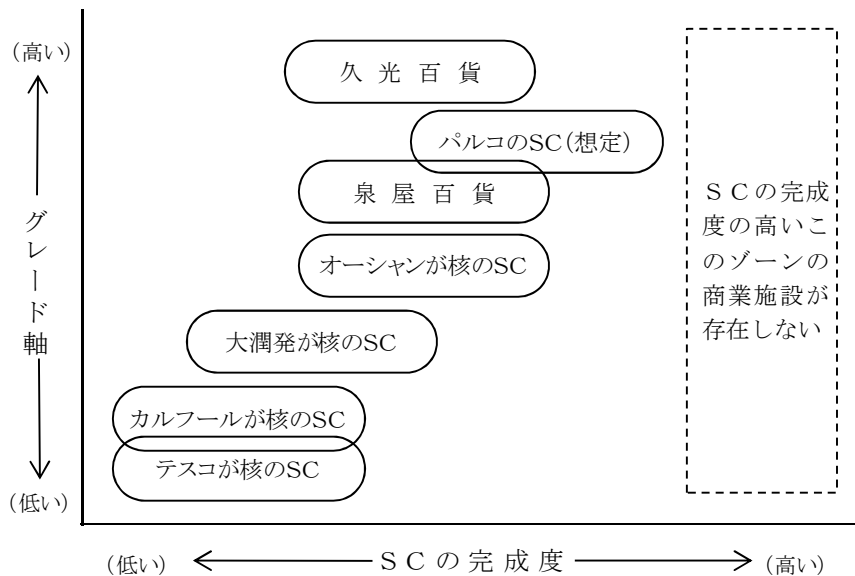 (高い)
久光百貨
パルコのSC(想定)
泉屋百貨
オーシャンが核のSC
大潤発が核のSC
カルフールが核のSC
テスコが核のSC
SCの完成
度の高いこ
のゾーンの
商業施設が
存在しない
グレード軸
(低い)
(低い)
SCの完成度
(高い)